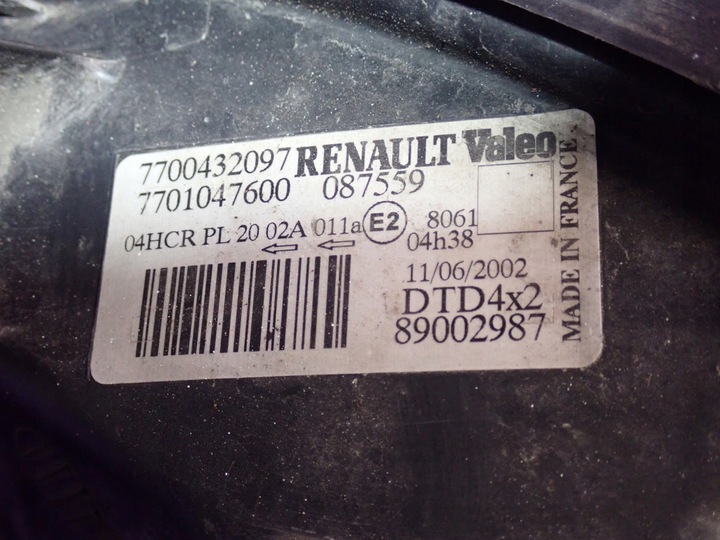 7700432097 RENAULT Valeo
7701047600 087559
04HCR PL 20 02A 011a E2 8061
04h38
11/06/2002
DTD4x2
89002987
MADE IN FRANCE